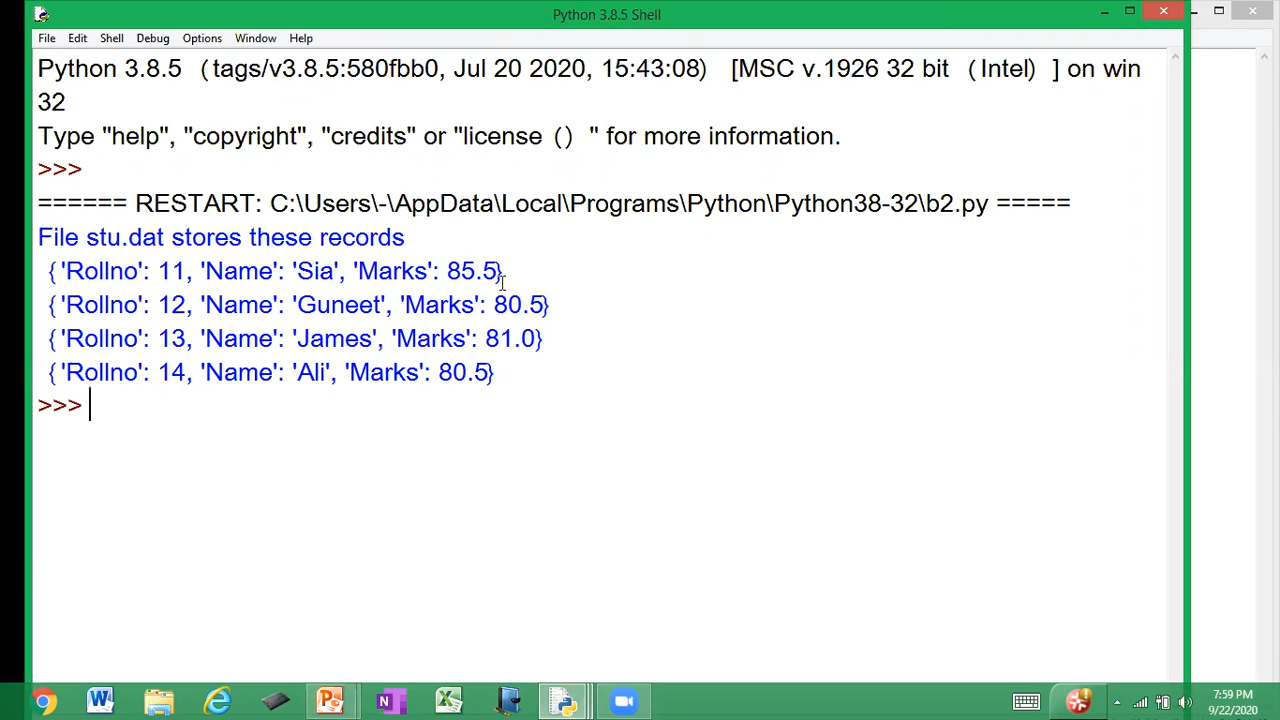 Python 3.8.5 Shell
File Edit Shell Debug Options Window Help
Python 3.8.5 (tags/v3.8.5:580fbb0, Jul 20 2020, 15:43:08) [MSC v.1926 32 bit (Intel) ] on win
32
Type "help", "copyright", "credits" or "license () " for more information.
>>>
====== RESTART: C:\Users\-\AppData\Local\Programs\Python\Python38-32\b2.py =====
File stu.dat stores these records
{'Rollno': 11, 'Name': 'Sia', 'Marks': 85.5}
{'Rollno': 12, 'Name': 'Guneet', 'Marks': 80.5}
{'Rollno': 13, 'Name': 'James', 'Marks': 81.0}
{'Rollno': 14, 'Name': 'Ali', 'Marks': 80.5}
>>>
7:59 PM
9/22/2020